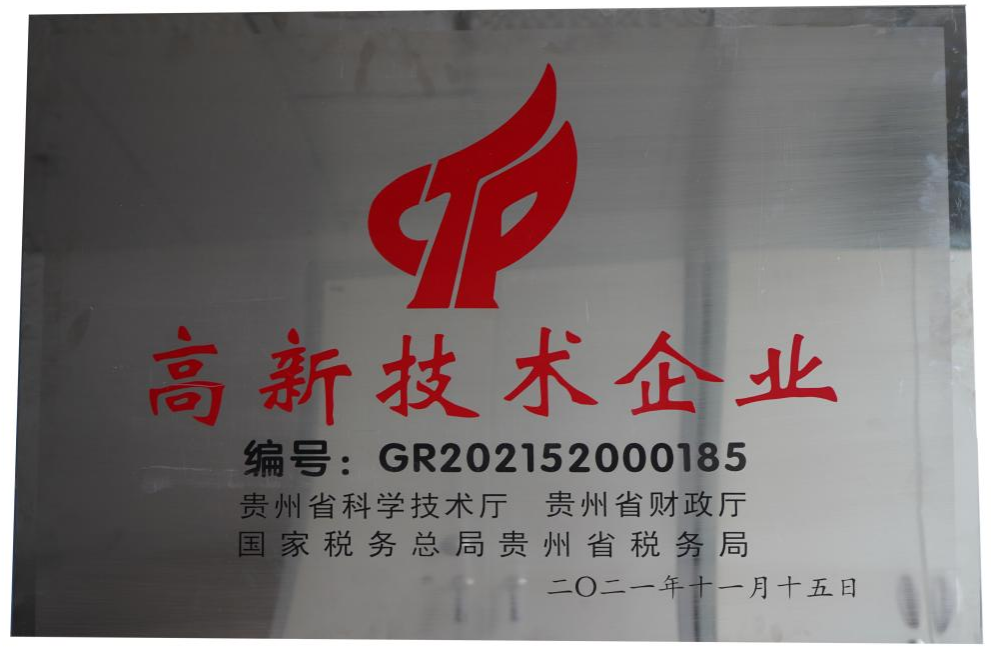 高新技术企业
编号：GR202152000185
贵州省科学技术厅 贵州省财政厅
国家税务总局贵州省税务局
二〇二一年十一月十五日